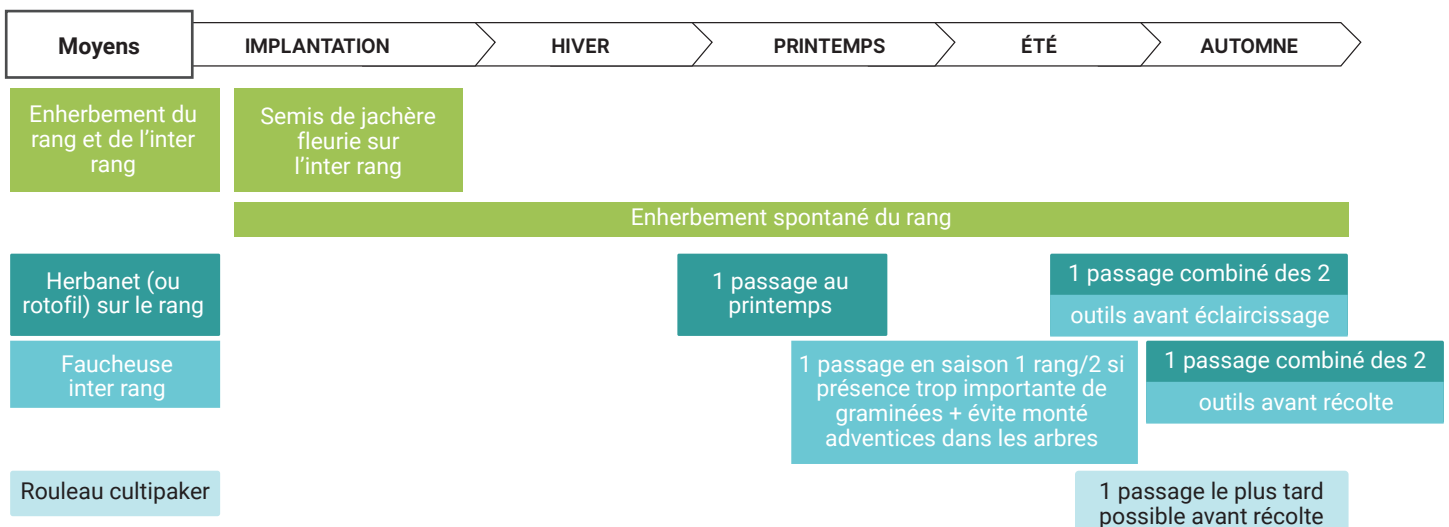 Moyens
IMPLANTATION
HIVER
PRINTEMPS
ÉTÉ
AUTOMNE
Enherbement du
rang et de l'inter
rang
Semis de jachère
fleurie sur
l'inter rang
Enherbement spontané du rang
Herbanet (ou
rotofil) sur le rang
1 passage au
printemps
1 passage combiné des 2
outils avant éclaircissage
Faucheuse
inter rang
1 passage en saison 1 rang/2 si
présence trop importante de
graminées + évite monté
adventices dans les arbres
1 passage combiné des 2
outils avant récolte
Rouleau cultipaker
1 passage le plus tard
possible avant récolte